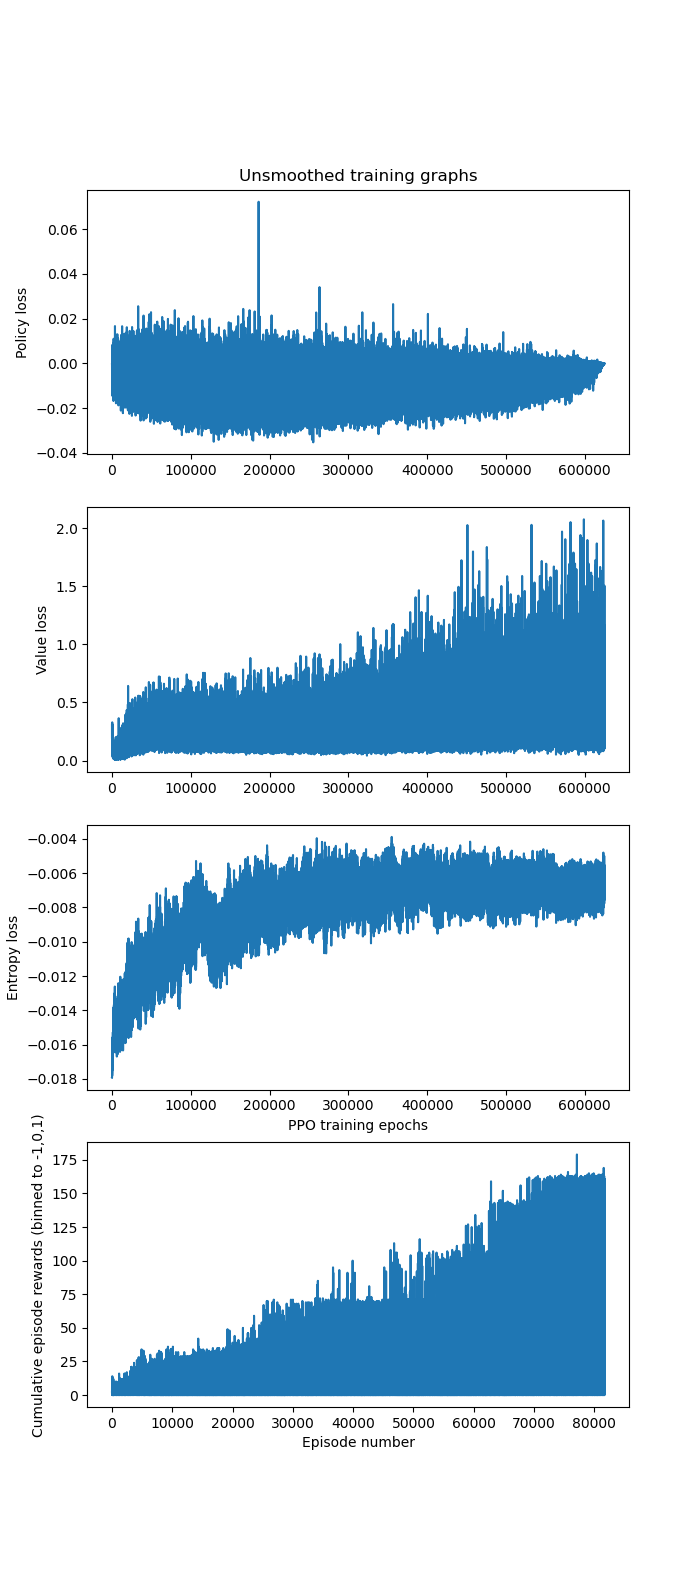 Unsmoothed training graphs
0.06
0.04
0.02
0.00
−0.02
−0.04
Policy loss
0 100000 200000 300000 400000 500000 600000
2.0
1.5
1.0
0.5
0.0
Value loss
0 100000 200000 300000 400000 500000 600000
−0.004
−0.006
−0.008
−0.010
−0.012
−0.014
−0.016
−0.018
Entropy loss
0 100000 200000 300000 400000 500000 600000
PPO training epochs
175
150
125
100
75
50
25
0
Cumulative episode rewards (binned to -1,0,1)
0 10000 20000 30000 40000 50000 60000 70000 80000
Episode number